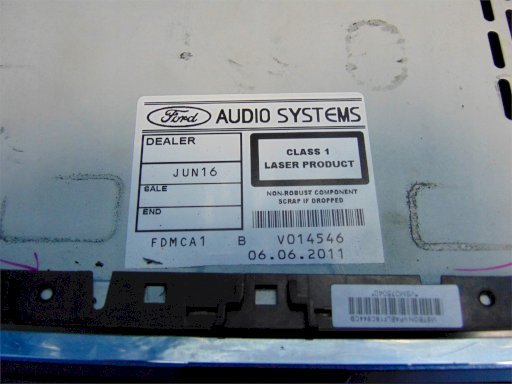 Ford AUDIO SYSTEMS
DEALER
JUN16
SALE
END
CLASS 1
LASER PRODUCT
NON-ROBUST COMPONENT
SCRAP IF DROPPED
FDMCA1 B V014546
06.06.2011